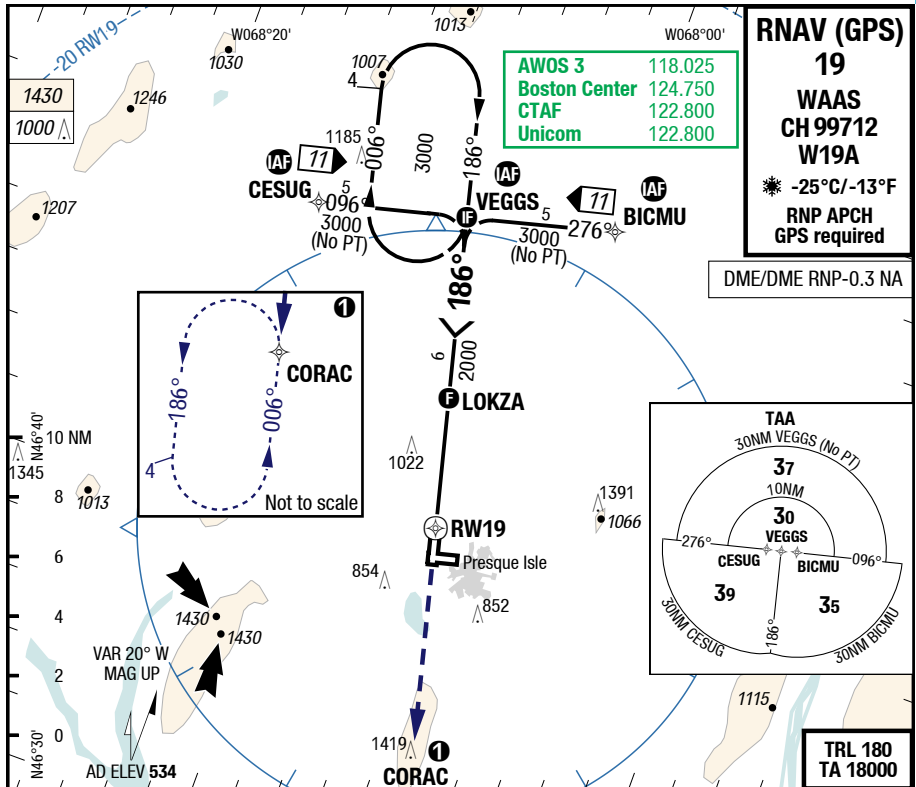 -20 RW19
W068°20'
1013
W068°00'
1030
1007
4
1430
1000
1246
AWOS 3 118.025
Boston Center 124.750
CTAF 122.800
Unicom 122.800
RNAV (GPS)
19
WAAS
CH 99712
W19A
-25°C/-13°F
RNP APCH
GPS required
DME/DME RNP-0.3 NA
1185
006°
3000
186°
IAF
11
CESUG
5
096°
3000
(No PT)
IAF
VEGGS
IF
11
IAF
BICMU
5
276°
3000
(No PT)
1207
186°
6
2000
F LOKZA
1
CORAC
186°
006°
4
Not to scale
N46°40'
10 NM
1345
8
1013
6
4
2
0
N46°30'
1022
1391
1066
RW19
Presque Isle
854
852
1430
1430
VAR 20° W
MAG UP
AD ELEV 534
1419
1
CORAC
TAA
30NM VEGGS (No PT)
37
10NM
30
VEGGS
276°
CESUG
BICMU
096°
39
35
186°
30NM CESUG
30NM BICMU
1115
TRL 180
TA 18000